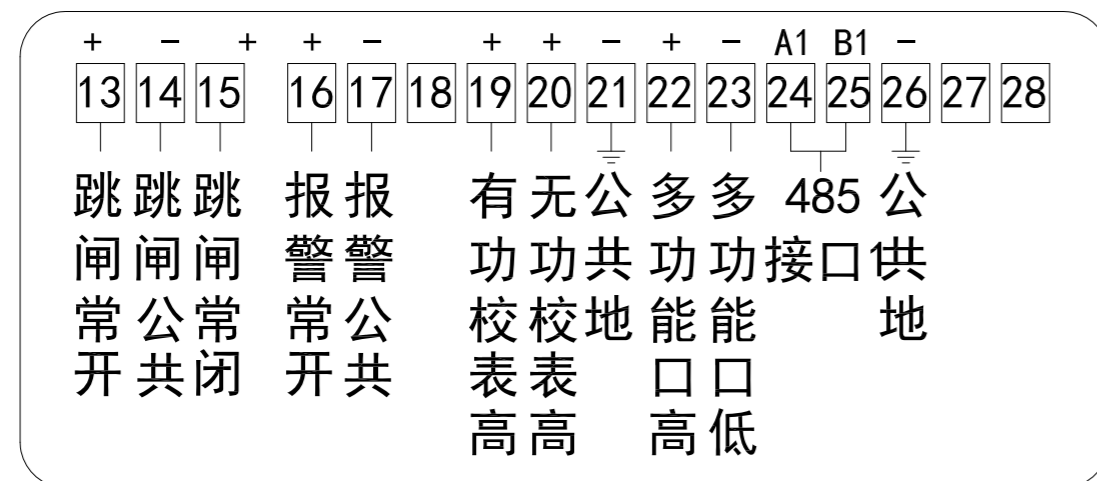 + － + + － + + － + － A1 B1 －
13 14 15 16 17 18 19 20 21 22 23 24 25 26 27 28
跳闸常开
跳闸公共
跳闸常闭
报警常开
报警公共
有功校表高
无功校表高
公共地
多功能口高
多功能口低
485
接口1
公共地